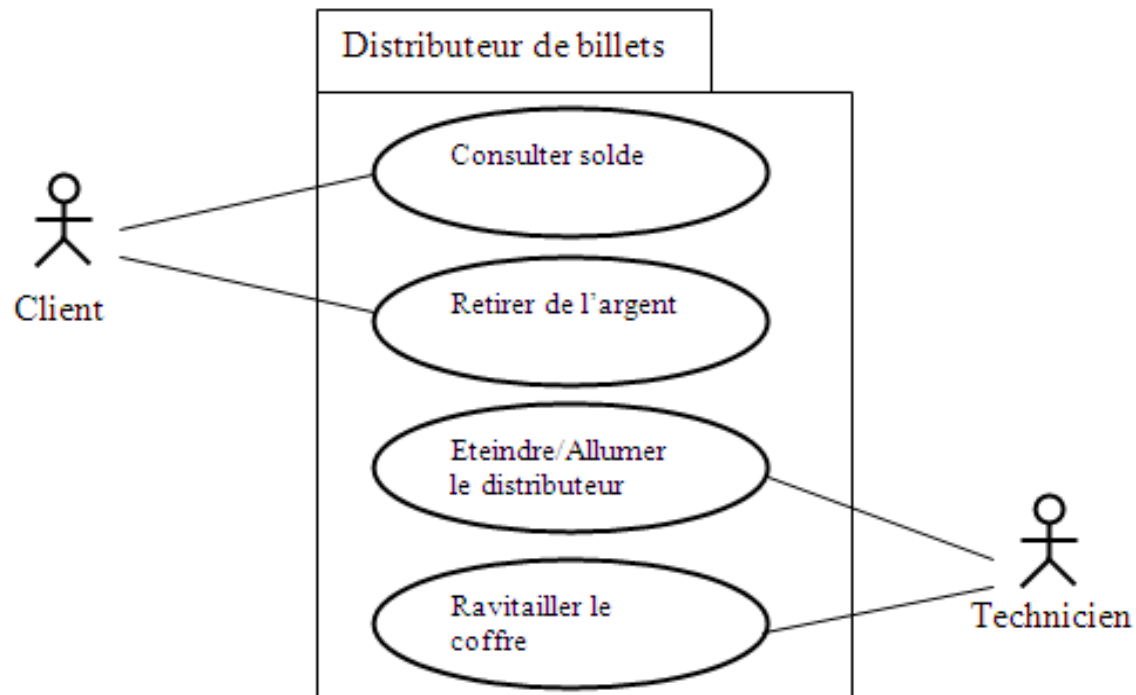 Distributeur de billets
Consulter solde
Client
Retirer de l’argent
Eteindre/Allumer
le distributeur
Technicien
Ravitailler le
coffre